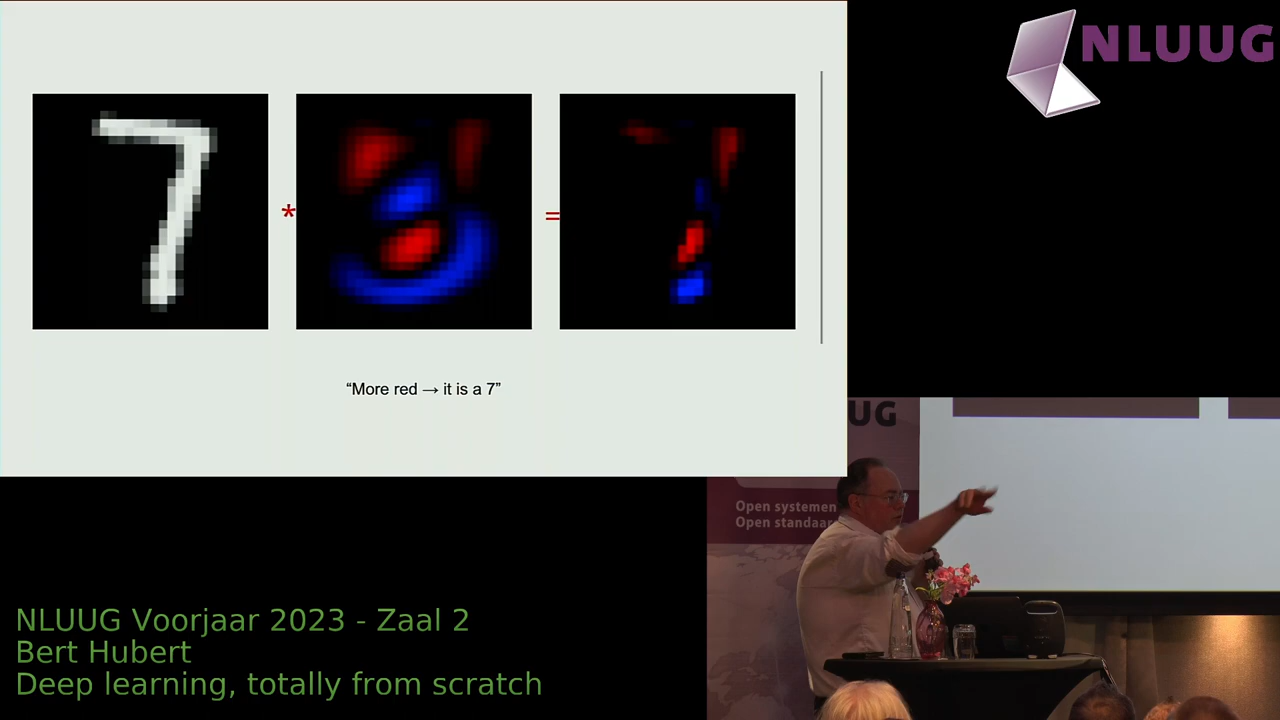 NLUUG
*
=
“More red → it is a 7”
UG
Open systemen
Open standaar
NLUUG Voorjaar 2023 - Zaal 2
Bert Hubert
Deep learning, totally from scratch
7